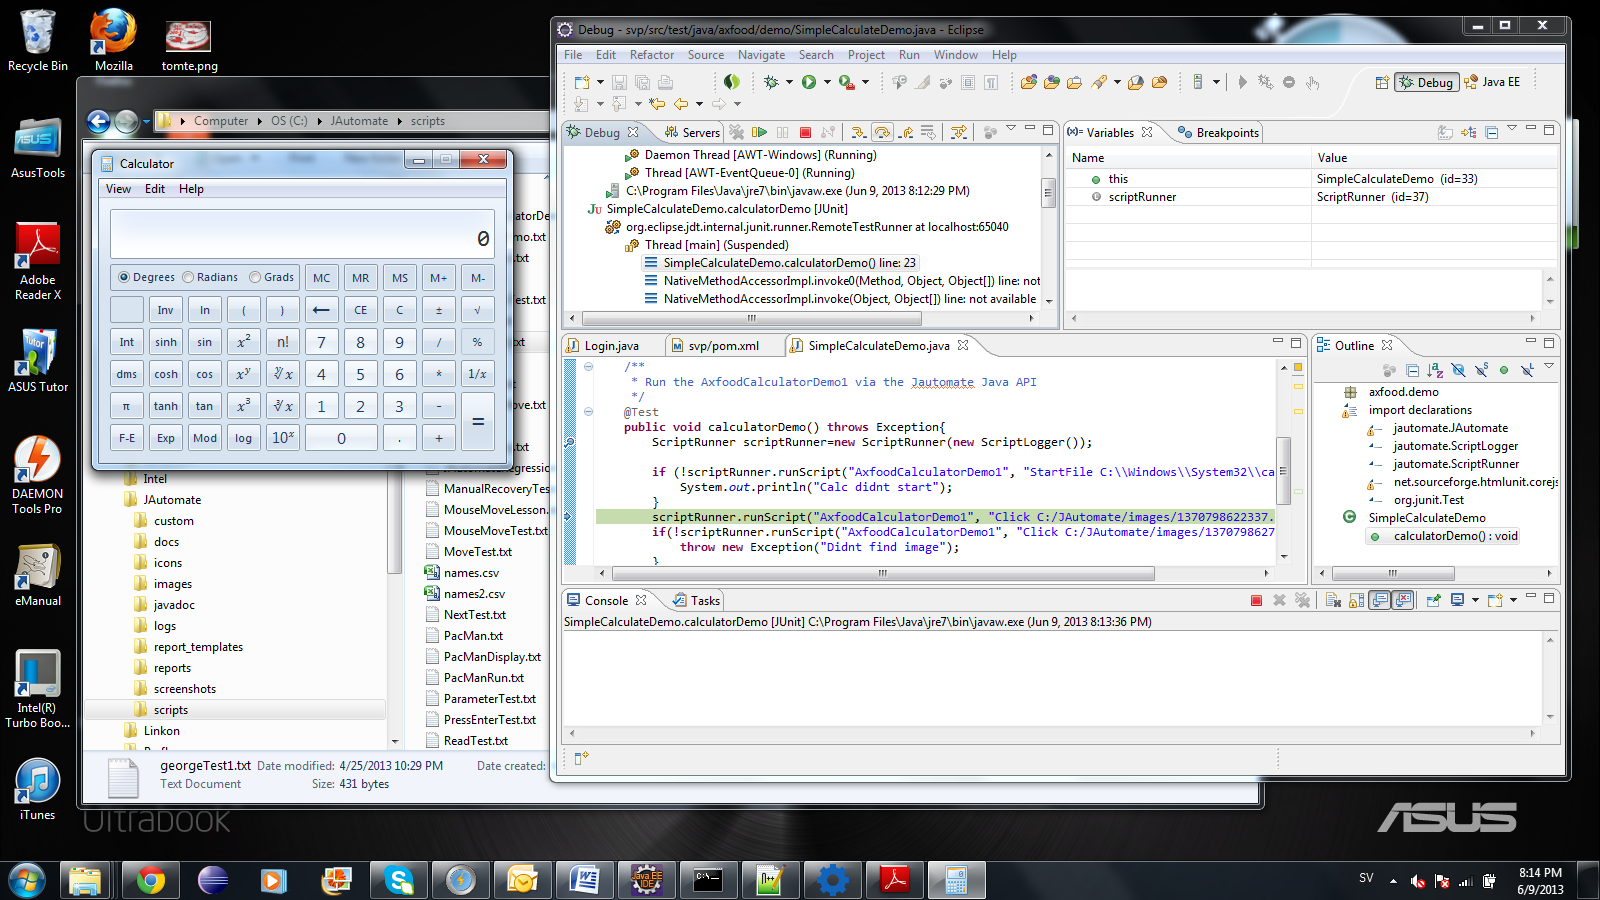 Recycle Bin
Mozilla
tomte.png
AsusTools
Adobe
Reader X
ASUS Tutor
DAEMON
Tools Pro
eManual
Intel(R)
Turbo Boo...
iTunes
Computer
OS (C:)
JAutomate
scripts
Calculator
View Edit Help
0
Degrees Radians Grads MC MR MS M+ M-
Inv ln ( ) ← CE C ± √
Int sinh sin x² n! 7 8 9 / %
dms cosh cos xʸ ʸ√x 4 5 6 * 1/x
π tanh tan x³ ³√x 1 2 3 - =
F-E Exp Mod log 10ˣ 0 . +
Intel
JAutomate
custom
docs
icons
images
javadoc
logs
report_templates
reports
screenshots
scripts
Linkon
ManualRecoveryTe
MouseMoveLesson.
MouseMoveTest.txt
MoveTest.txt
names.csv
names2.csv
NextTest.txt
PacMan.txt
PacManDisplay.txt
PacManRun.txt
ParameterTest.txt
PressEnterTest.txt
ReadTest.txt
georgeTest1.txt Date modified: 4/25/2013 10:29 PM Date created:
Text Document Size: 431 bytes
Debug - svp/src/test/java/axfood/demo/SimpleCalculateDemo.java - Eclipse
File Edit Refactor Source Navigate Search Project Run Window Help
Debug Java EE
Debug Servers
Daemon Thread [AWT-Windows] (Running)
Thread [AWT-EventQueue-0] (Running)
C:\Program Files\Java\jre7\bin\javaw.exe (Jun 9, 2013 8:12:29 PM)
SimpleCalculateDemo.calculatorDemo [JUnit]
org.eclipse.jdt.internal.junit.runner.RemoteTestRunner at localhost:65040
Thread [main] (Suspended)
SimpleCalculateDemo.calculatorDemo() line: 23
NativeMethodAccessorImpl.invoke0(Method, Object, Object[]) line: not
NativeMethodAccessorImpl.invoke(Object, Object[]) line: not available
Variables Breakpoints
Name Value
this SimpleCalculateDemo (id=33)
scriptRunner ScriptRunner (id=37)
Login.java svp/pom.xml SimpleCalculateDemo.java
/**
* Run the AxfoodCalculatorDemo1 via the Jautomate Java API
*/
@Test
public void calculatorDemo() throws Exception{
ScriptRunner scriptRunner=new ScriptRunner(new ScriptLogger());
if (!scriptRunner.runScript("AxfoodCalculatorDemo1", "StartFile C:\\Windows\\System32\\ca
System.out.println("Calc didnt start");
}
scriptRunner.runScript("AxfoodCalculatorDemo1", "Click C:/JAutomate/images/1370798622337.
if(!scriptRunner.runScript("AxfoodCalculatorDemo1", "Click C:/JAutomate/images/1370798627
throw new Exception("Didnt find image");
}
Outline
axfood.demo
import declarations
jautomate.JAutomate
jautomate.ScriptLogger
jautomate.ScriptRunner
net.sourceforge.htmlunit.corejs
org.junit.Test
SimpleCalculateDemo
calculatorDemo() : void
Console Tasks
SimpleCalculateDemo.calculatorDemo [JUnit] C:\Program Files\Java\jre7\bin\javaw.exe (Jun 9, 2013 8:13:36 PM)
Ultrabook
ASUS
SV
8:14 PM
6/9/2013